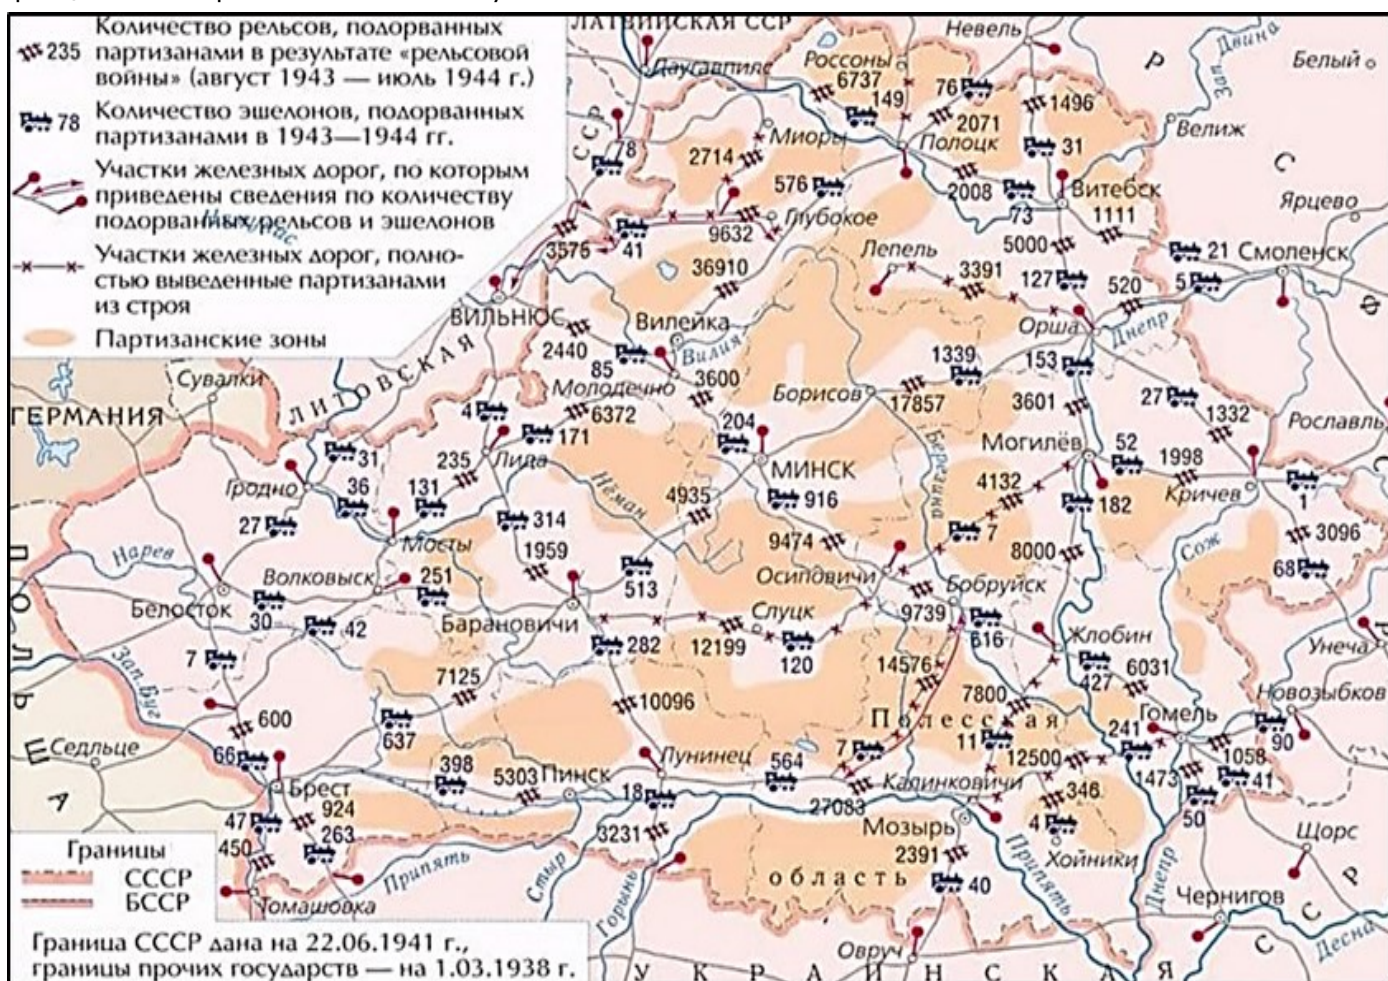 235
Количество рельсов, подорванных
партизанами в результате «рельсовой
войны» (август 1943 — июль 1944 г.)
78
Количество эшелонов, подорванных
партизанами в 1943—1944 гг.
Участки железных дорог, по которым
приведены сведения по количеству
подорванных рельсов и эшелонов
Участки железных дорог, полно-
стью выведенные партизанами
из строя
Партизанские зоны
ЛАТВИЙСКАЯ ССР
Невель
Р
Зап. Двина
Белый
Даугавпилс
Россоны
6737
149
76
2071
1496
Велиж
ССР
78
Миоры
2714
Полоцк
31
С
576
2008
73
Витебск
1111
Ярцево
Глубокое
9632
3575
41
Лепель
5000
21
Смоленск
36910
3391
127
520
5
Ф
ВИЛЬНЮС
Вилейка
Вилия
Орша
Днепр
2440
85
Молодечно
3600
1339
153
Сувалки
ГЕРМАНИЯ
ЛИТОВСКАЯ
Борисов
17857
3601
27
1332
4
6372
171
204
Рославль
С
31
235
Лида
МИНСК
Березина
Могилёв
52
1998
Гродно
36
131
Нёман
4935
916
4132
182
Кричев
1
27
314
7
3096
Нарев
Мосты
9474
8000
Сож
68
П О Л Ь Ш А
Волковыск
251
1959
513
Осиповичи
Бобруйск
Белосток
30
42
Барановичи
Слуцк
9739
616
Жлобин
Р
7
282
12199
120
Унеча
Зап. Буг
7125
14576
427
6031
10096
7800
Новозыбков
600
637
Полесская
241
Гомель
Седльце
66
398
Лунинец
7
11
12500
90
Брест
5303
Пинск
564
Калинковичи
1473
1058
41
924
18
27083
346
47
263
3231
Мозырь
4
50
450
Хойники
Щорс
Границы
СССР
БССР
Припять
Стыр
Горынь
2391
область
40
Припять
Днепр
Р
Томашовка
Чернигов
С
Граница СССР дана на 22.06.1941 г.,
границы прочих государств — на 1.03.1938 г.
Овруч
Десна
С
У К Р А И Н С К А Я